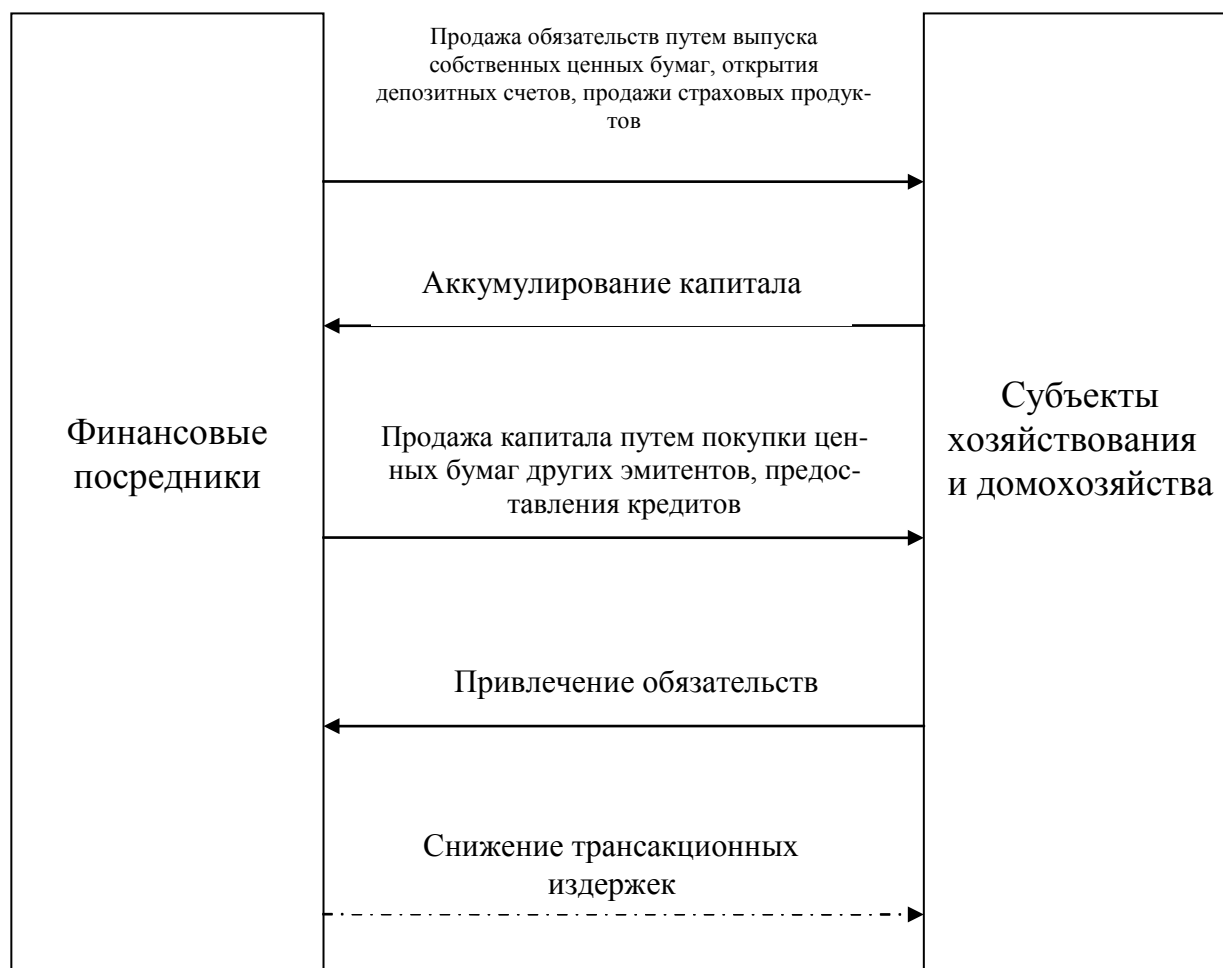 Продажа обязательств путем выпуска
собственных ценных бумаг, открытия
депозитных счетов, продажи страховых продук-
тов
Аккумулирование капитала
Финансовые
посредники
Продажа капитала путем покупки цен-
ных бумаг других эмитентов, предос-
тавления кредитов
Субъекты
хозяйствования
и домохозяйства
Привлечение обязательств
Снижение трансакционных
издержек